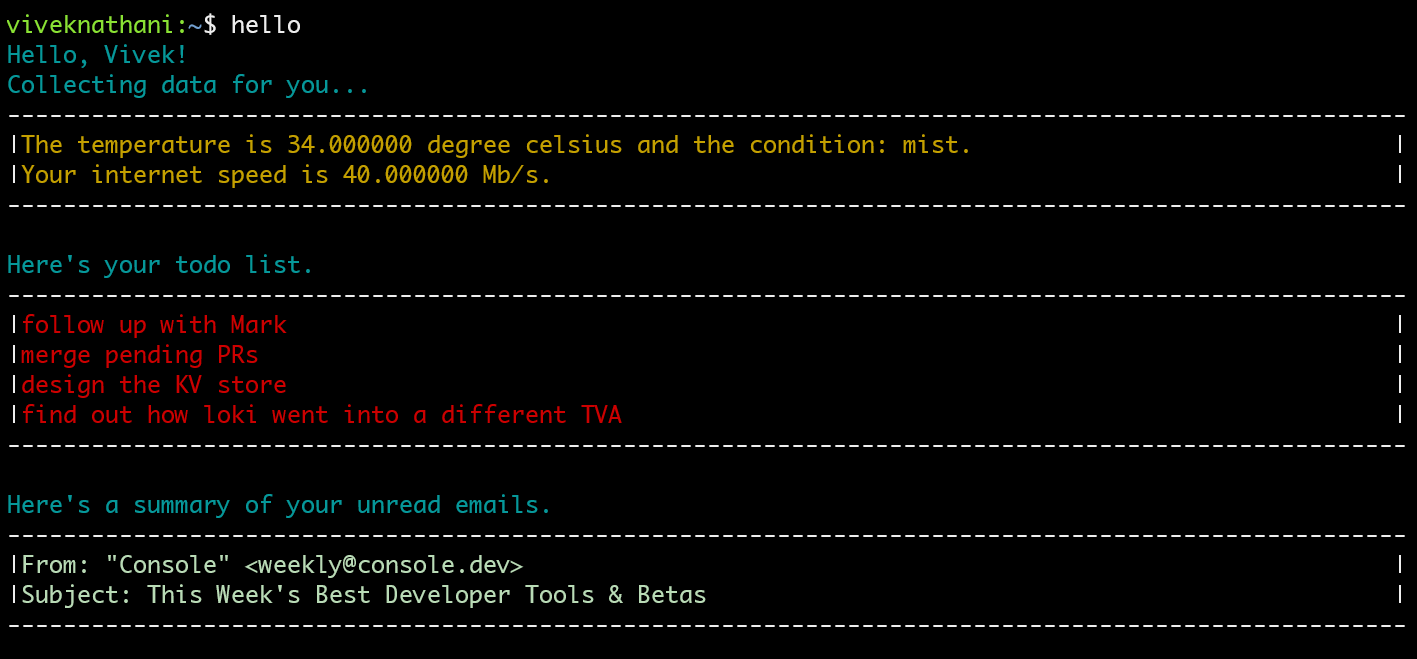 viveknathani:~$ hello
Hello, Vivek!
Collecting data for you...
----------------------------------------------------------------------------------------------------
|The temperature is 34.000000 degree celsius and the condition: mist. |
|Your internet speed is 40.000000 Mb/s. |
----------------------------------------------------------------------------------------------------
Here's your todo list.
----------------------------------------------------------------------------------------------------
|follow up with Mark |
|merge pending PRs |
|design the KV store |
|find out how loki went into a different TVA |
----------------------------------------------------------------------------------------------------
Here's a summary of your unread emails.
----------------------------------------------------------------------------------------------------
|From: "Console" <weekly@console.dev> |
|Subject: This Week's Best Developer Tools & Betas |
----------------------------------------------------------------------------------------------------